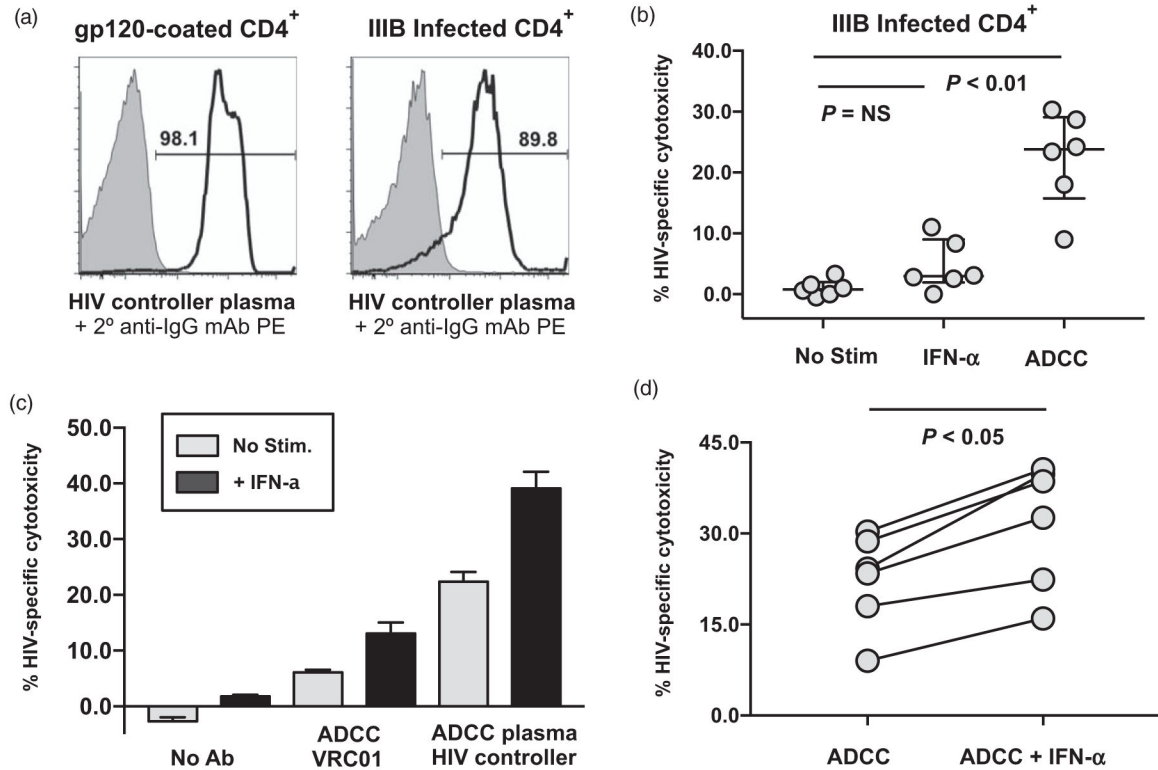 (a)
gp120-coated CD4+
IIIB Infected CD4+
98.1
89.8
HIV controller plasma
+ 2º anti-IgG mAb PE
HIV controller plasma
+ 2º anti-IgG mAb PE
(b)
IIIB Infected CD4+
% HIV-specific cytotoxicity
40.0
30.0
20.0
10.0
0.0
P < 0.01
P = NS
No Stim
IFN-α
ADCC
(c)
% HIV-specific cytotoxicity
50.0
40.0
30.0
20.0
10.0
0.0
No Stim.
+ IFN-a
No Ab
ADCC
VRC01
ADCC plasma
HIV controller
(d)
% HIV-specific cytotoxicity
45.0
30.0
15.0
0.0
P < 0.05
ADCC
ADCC + IFN-α